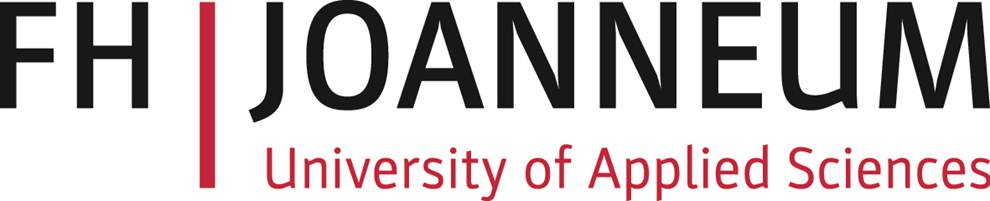 FH JOANNEUM
University of Applied Sciences